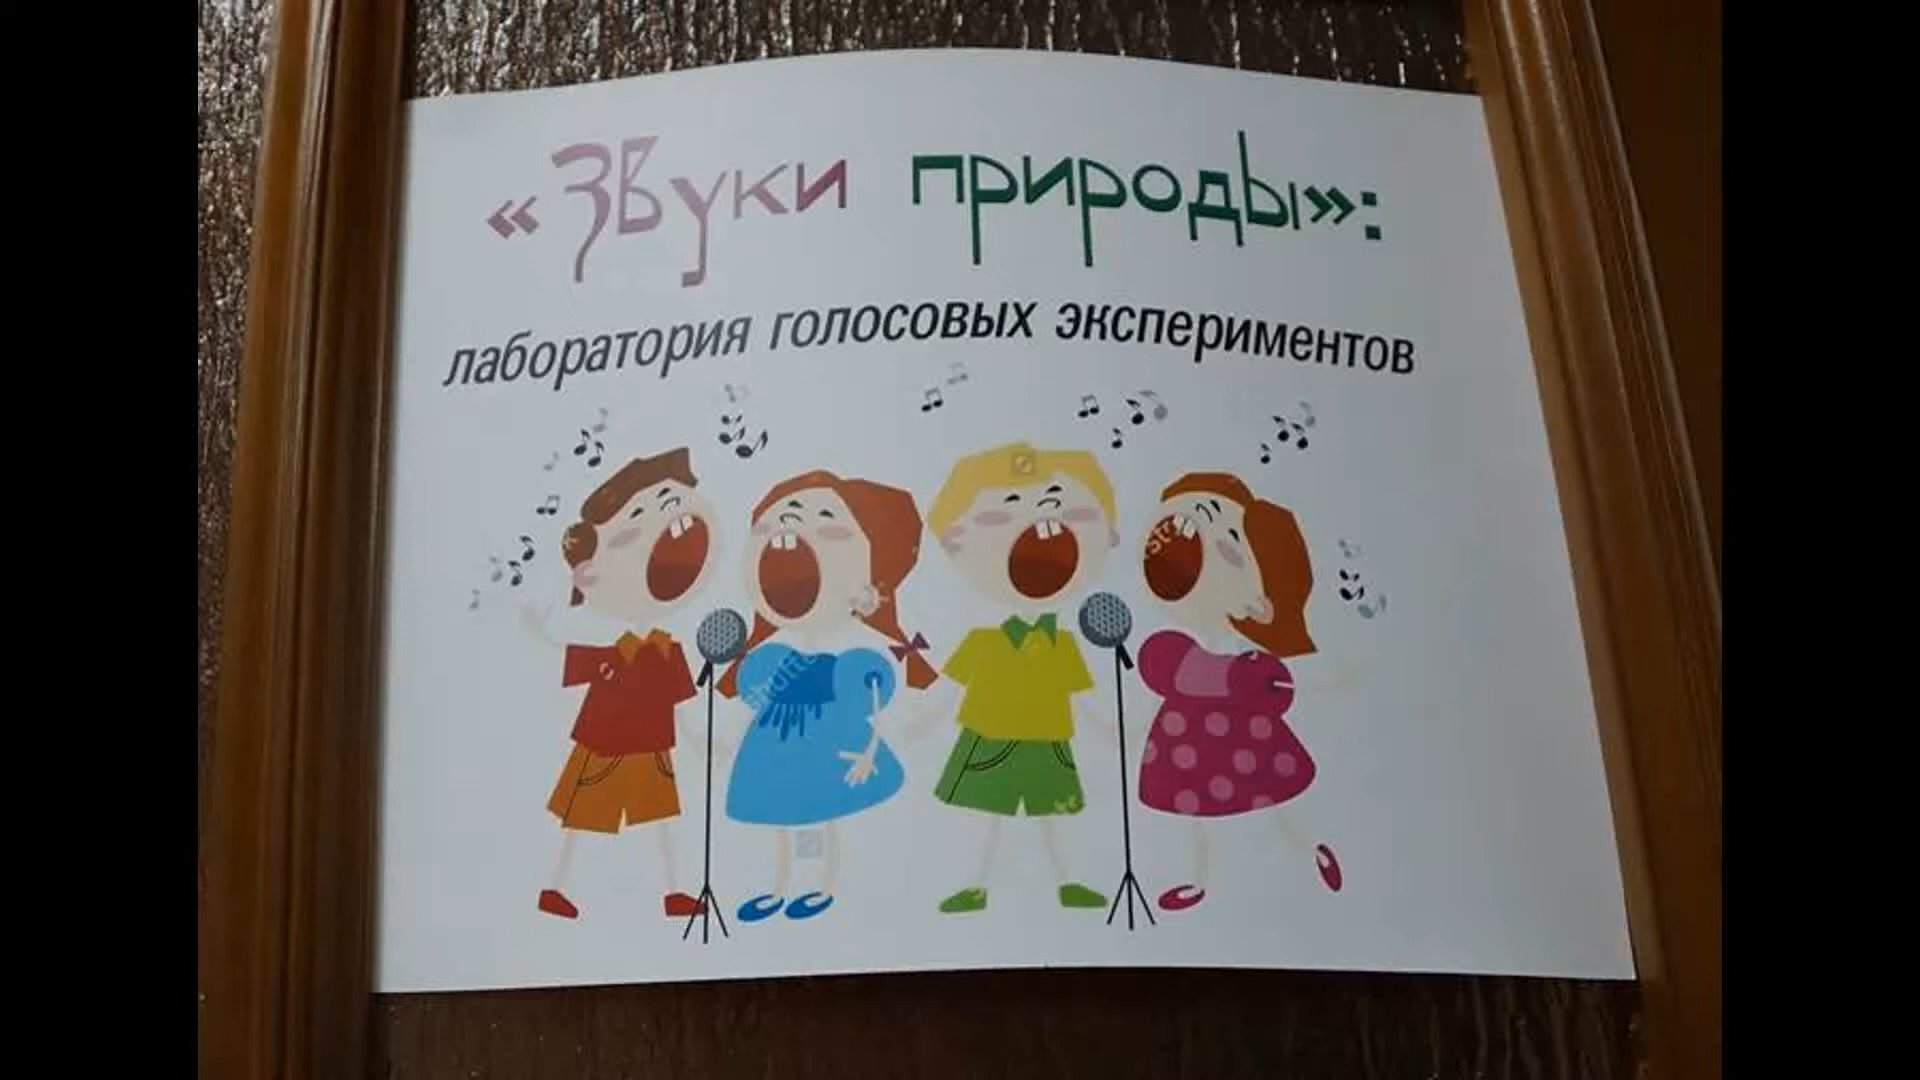 «Звуки природы»:
лаборатория голосовых экспериментов